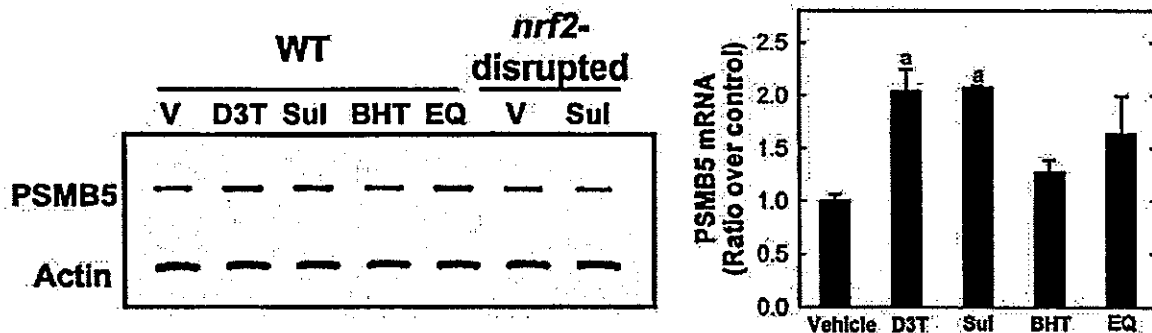 WT
nrf2-
disrupted
V D3T Sul BHT EQ V Sul
PSMB5
Actin
PSMB5 mRNA
(Ratio over control)
2.5
2.0
1.5
1.0
0.5
0.0
a
a
Vehicle D3T Sul BHT EQ